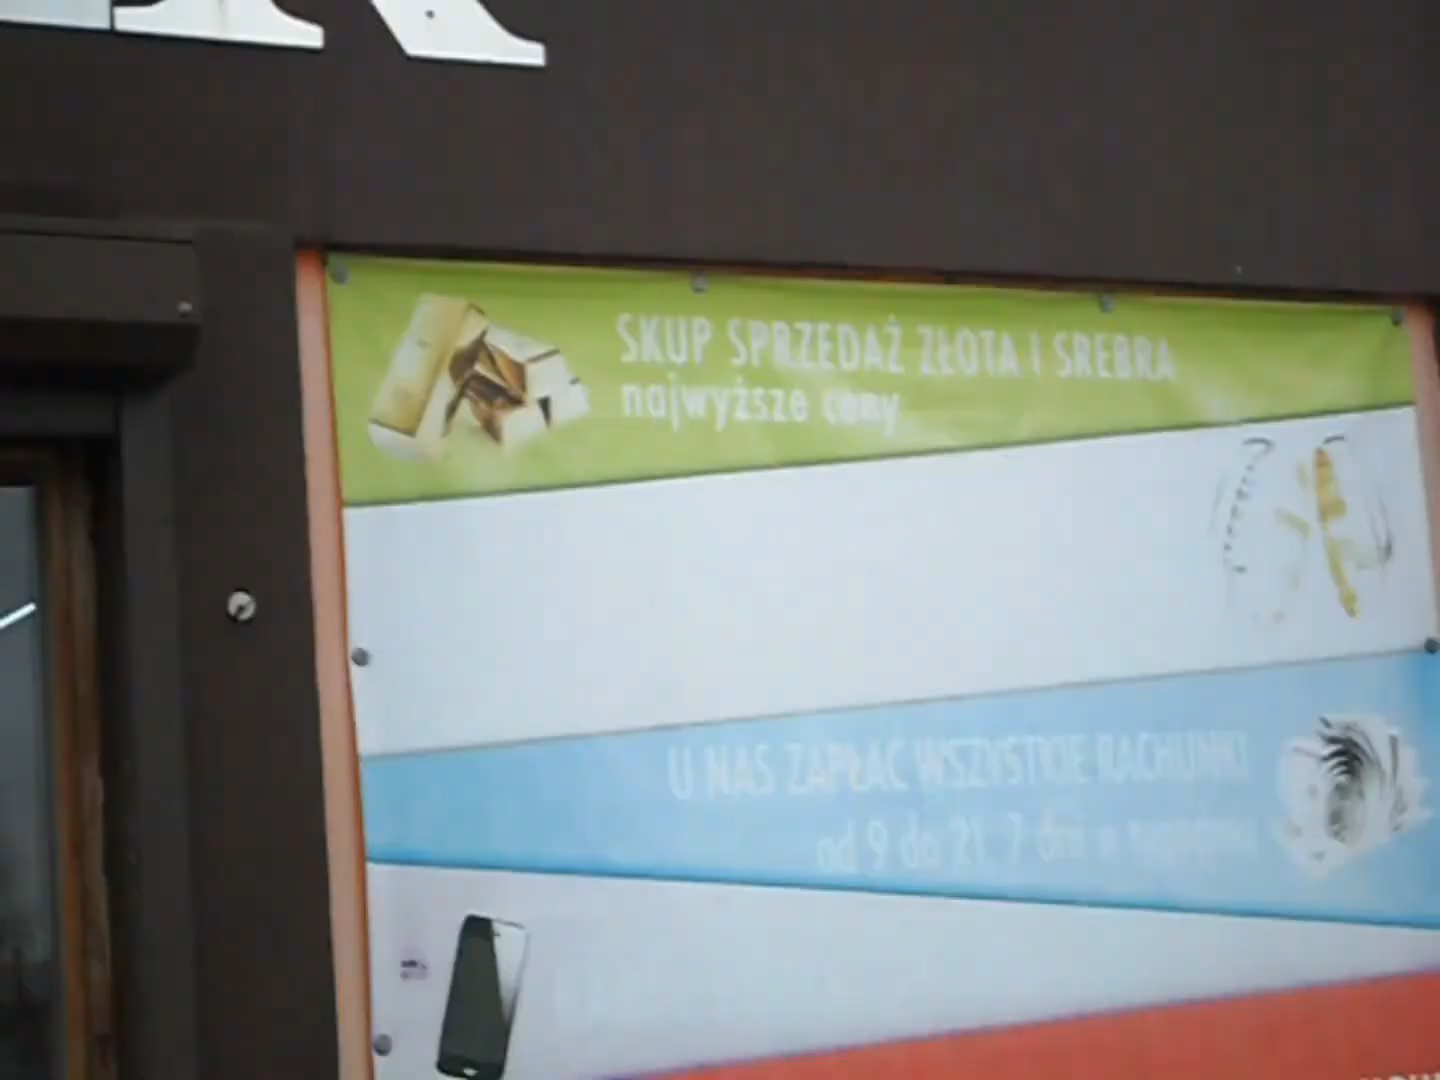 SKUP SPRZEDAŻ ZŁOTA I SREBRA
najwyższe ceny
U NAS ZAPŁAĆ WSZYSTKIE RACHUNKI
od 9 do 21, 7 dni w tygodniu